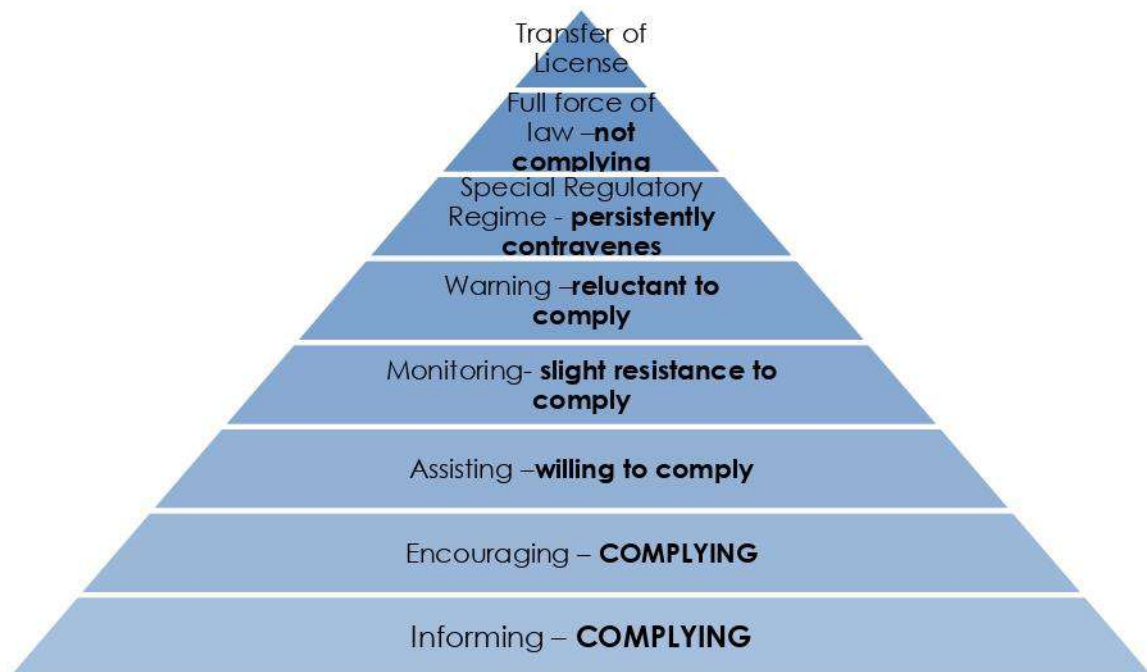 Transfer of
License
Full force of
law –not
complying
Special Regulatory
Regime - persistently
contravenes
Warning –reluctant to
comply
Monitoring- slight resistance to
comply
Assisting –willing to comply
Encouraging – COMPLYING
Informing – COMPLYING